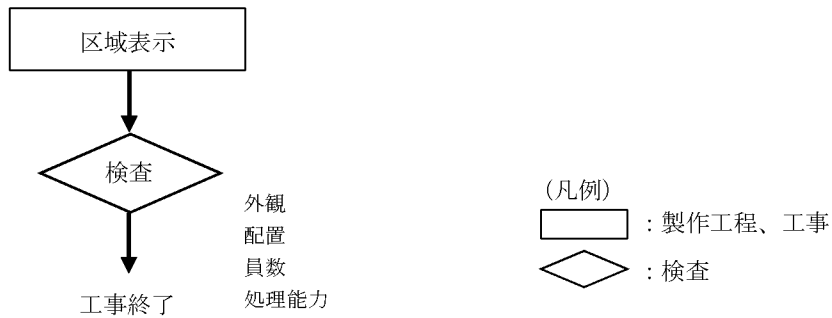 区域表示
検査
外観
配置
員数
処理能力
工事終了
（凡例）
：製作工程、工事
：検査